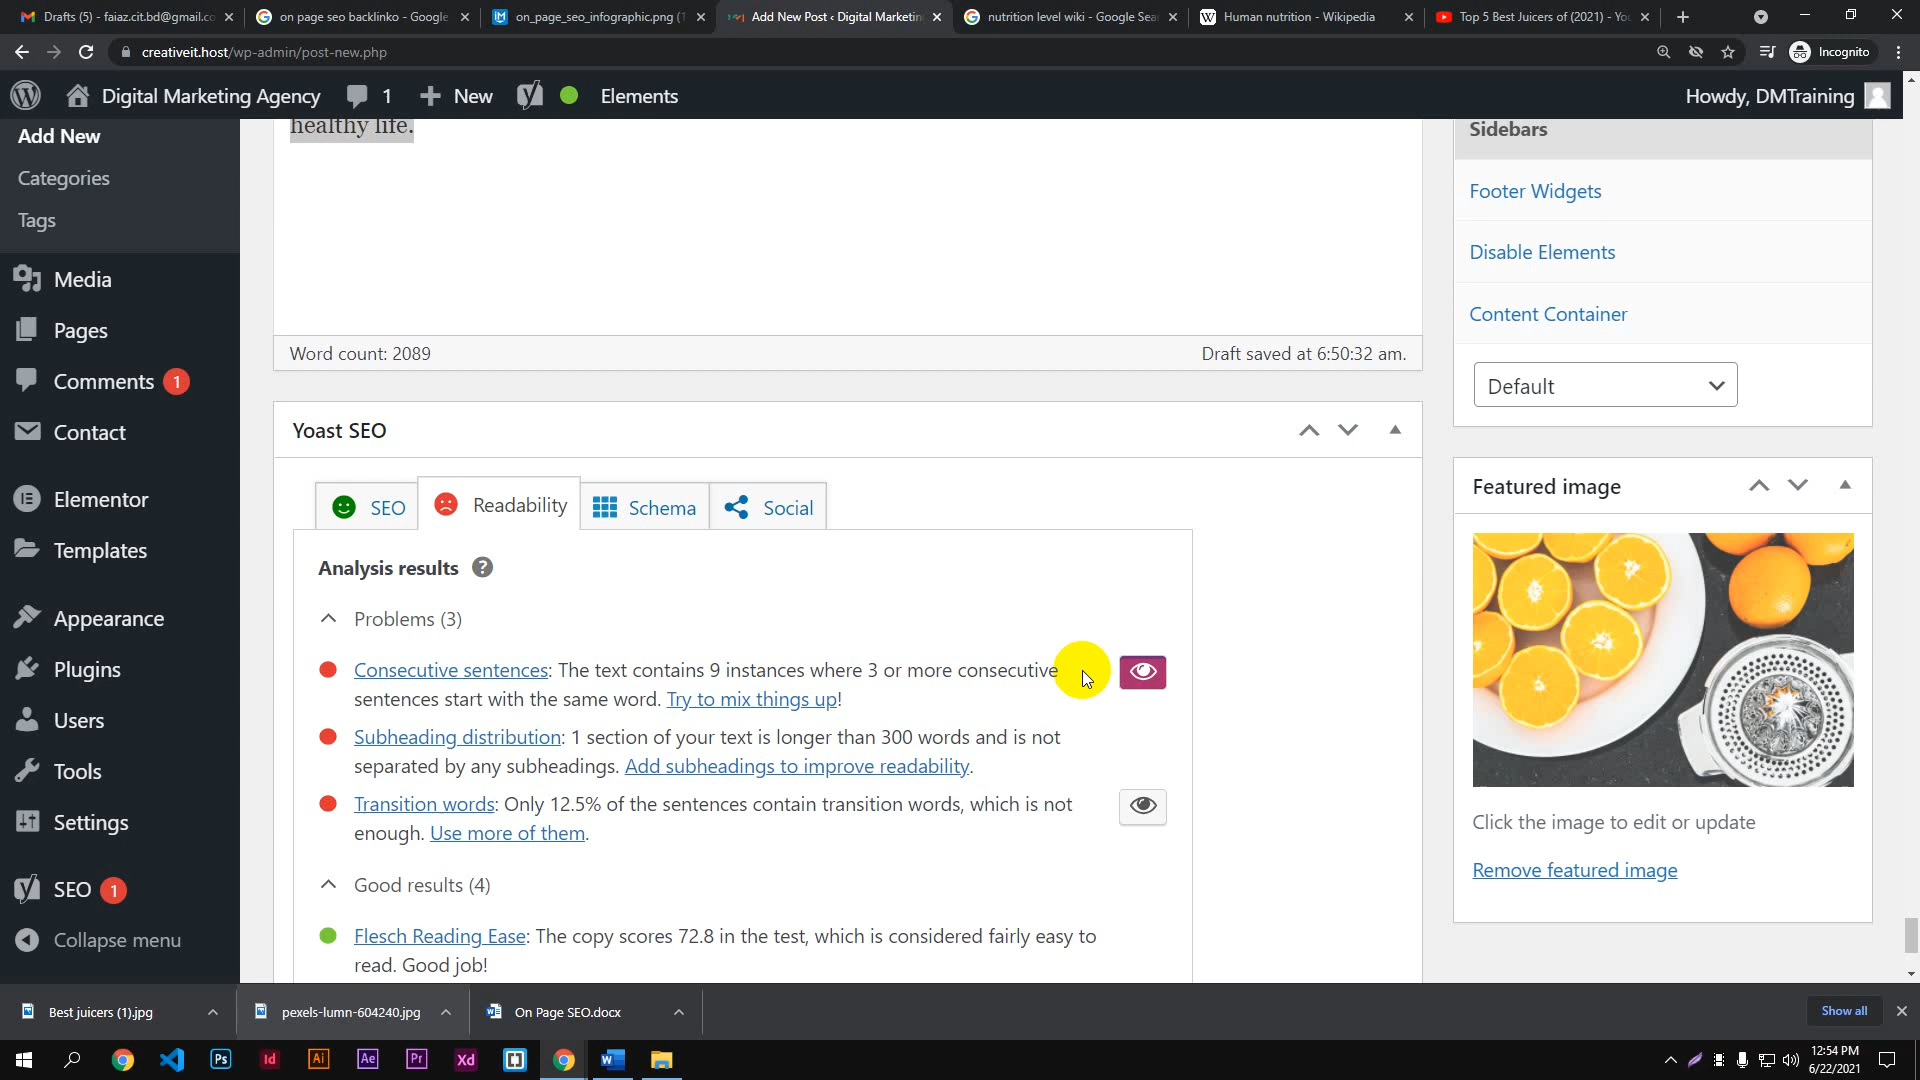 Drafts (5) - faiaz.cit.bd@gmail.co
on page seo backlinko - Google
on_page_seo_infographic.png (1
Add New Post ‹ Digital Marketin
nutrition level wiki - Google Sea
Human nutrition - Wikipedia
Top 5 Best Juicers of (2021) - Yo
creativeit.host/wp-admin/post-new.php
Incognito
Digital Marketing Agency
1
New
Elements
Howdy, DMTraining
Add New
Categories
Tags
Media
Pages
Comments 1
Contact
Elementor
Templates
Appearance
Plugins
Users
Tools
Settings
SEO 1
Collapse menu
healthy life.
Word count: 2089
Draft saved at 6:50:32 am.
Yoast SEO
SEO
Readability
Schema
Social
Analysis results ?
Problems (3)
Consecutive sentences: The text contains 9 instances where 3 or more consecutive
sentences start with the same word. Try to mix things up!
Subheading distribution: 1 section of your text is longer than 300 words and is not
separated by any subheadings. Add subheadings to improve readability.
Transition words: Only 12.5% of the sentences contain transition words, which is not
enough. Use more of them.
Good results (4)
Flesch Reading Ease: The copy scores 72.8 in the test, which is considered fairly easy to
read. Good job!
Sidebars
Footer Widgets
Disable Elements
Content Container
Default
Featured image
Click the image to edit or update
Remove featured image
Best juicers (1).jpg
pexels-lumn-604240.jpg
On Page SEO.docx
Show all
Ps
Id
Ai
Ae
Pr
Xd
12:54 PM
6/22/2021